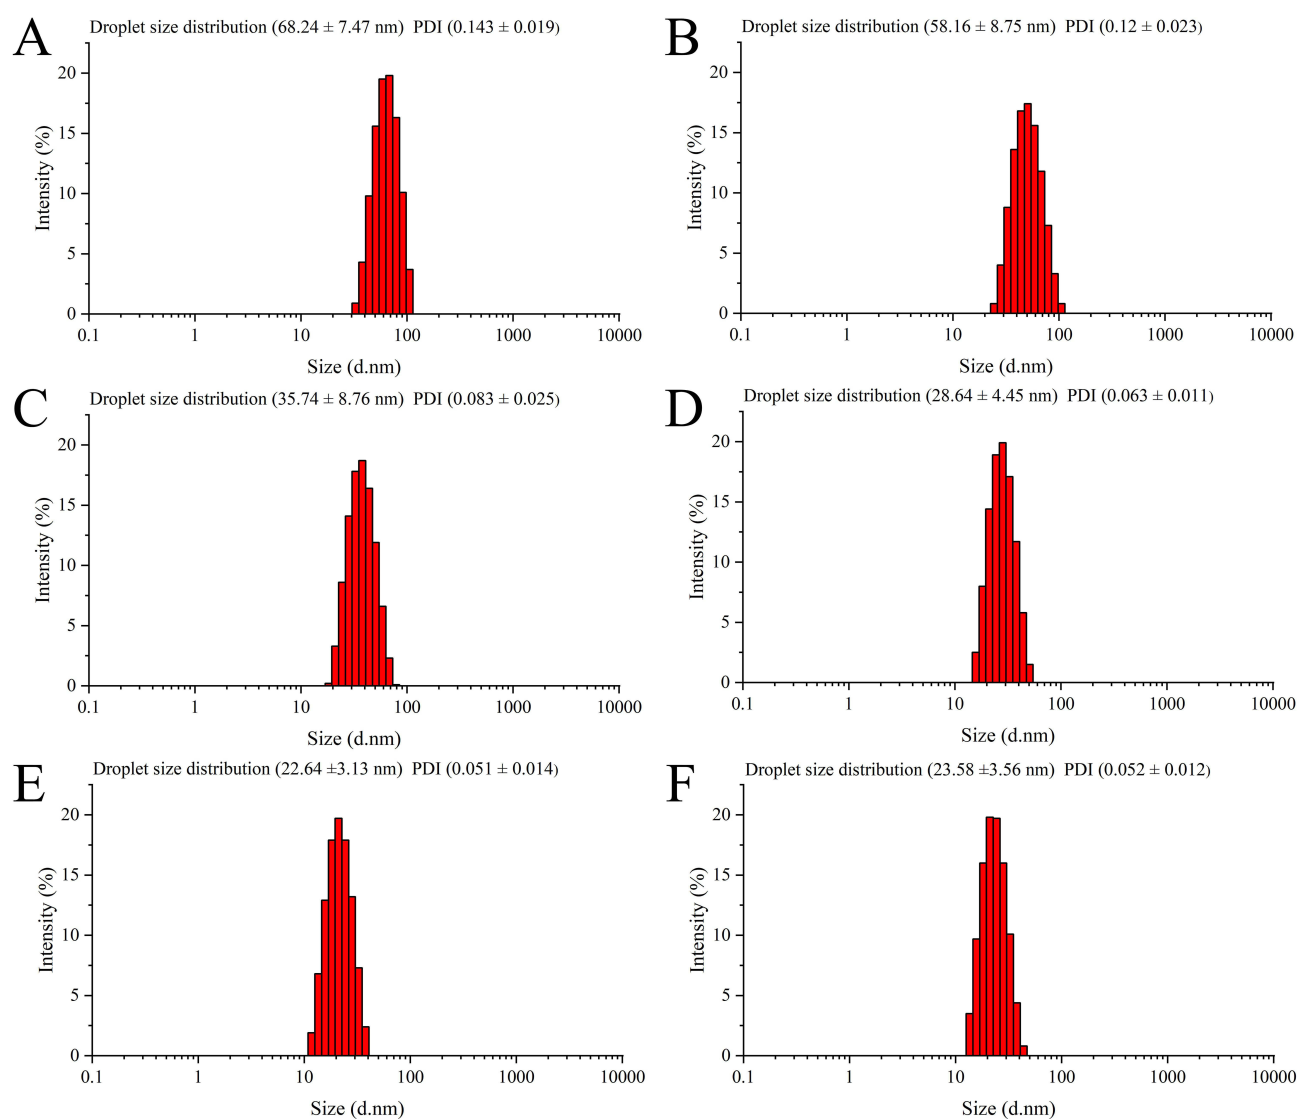 A
Droplet size distribution (68.24 ± 7.47 nm)  PDI (0.143 ± 0.019)
20
15
10
5
0
Intensity (%)
0.1 1 10 100 1000 10000
Size (d.nm)
B
Droplet size distribution (58.16 ± 8.75 nm)  PDI (0.12 ± 0.023)
20
15
10
5
0
Intensity (%)
0.1 1 10 100 1000 10000
Size (d.nm)
C
Droplet size distribution (35.74 ± 8.76 nm)  PDI (0.083 ± 0.025)
20
15
10
5
0
Intensity (%)
0.1 1 10 100 1000 10000
Size (d.nm)
D
Droplet size distribution (28.64 ± 4.45 nm)  PDI (0.063 ± 0.011)
20
15
10
5
0
Intensity (%)
0.1 1 10 100 1000 10000
Size (d.nm)
E
Droplet size distribution (22.64 ±3.13 nm)  PDI (0.051 ± 0.014)
20
15
10
5
0
Intensity (%)
0.1 1 10 100 1000 10000
Size (d.nm)
F
Droplet size distribution (23.58 ±3.56 nm)  PDI (0.052 ± 0.012)
20
15
10
5
0
Intensity (%)
0.1 1 10 100 1000 10000
Size (d.nm)